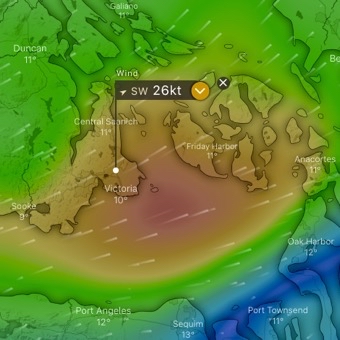 Galiano
11°
Duncan
11°
Wind
SW 26kt
Central Saanich
11°
Friday Harbor
11°
Anacortes
11°
Victoria
10°
Sooke
9°
Oak Harbor
12°
Port Angeles
12°
Port Townsend
11°
Sequim
13°